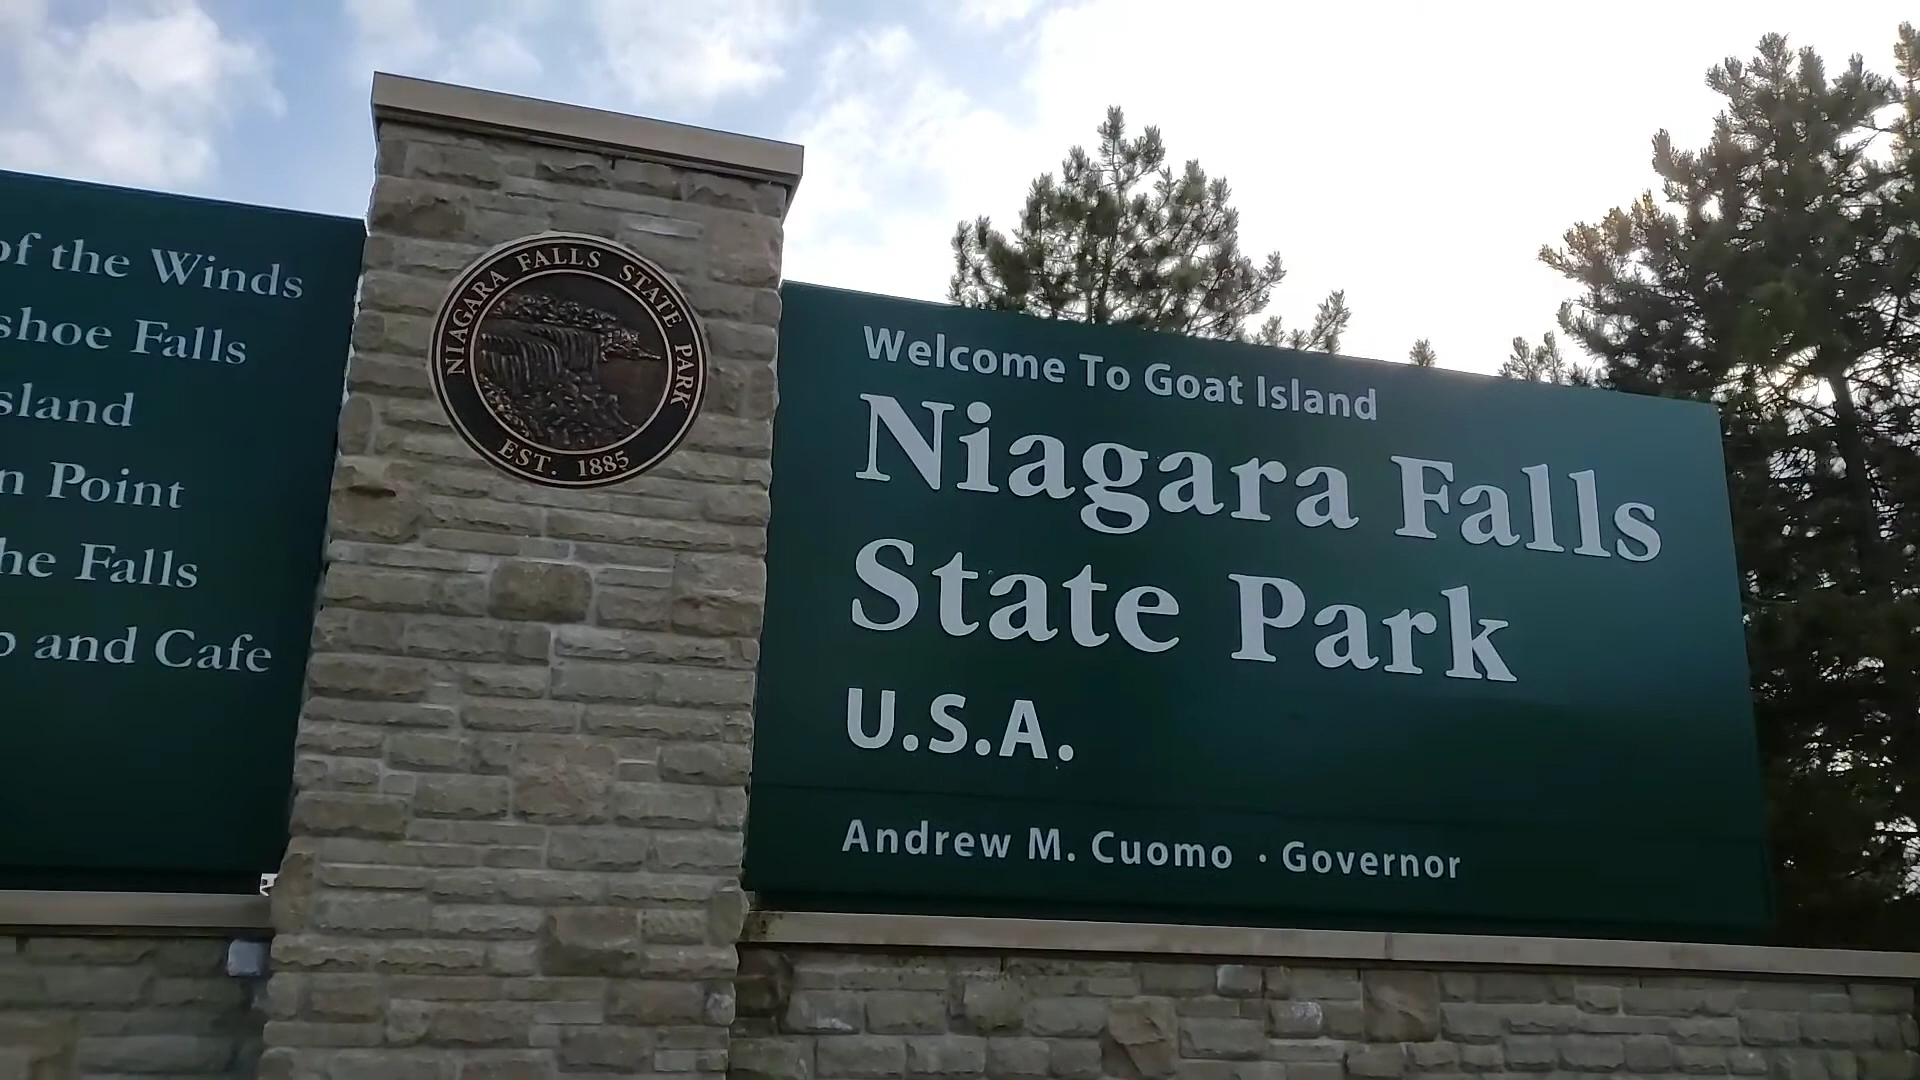 of the Winds
shoe Falls
sland
n Point
he Falls
and Cafe
NIAGARA FALLS STATE PARK
EST. 1885
Welcome To Goat Island
Niagara Falls
State Park
U.S.A.
Andrew M. Cuomo · Governor